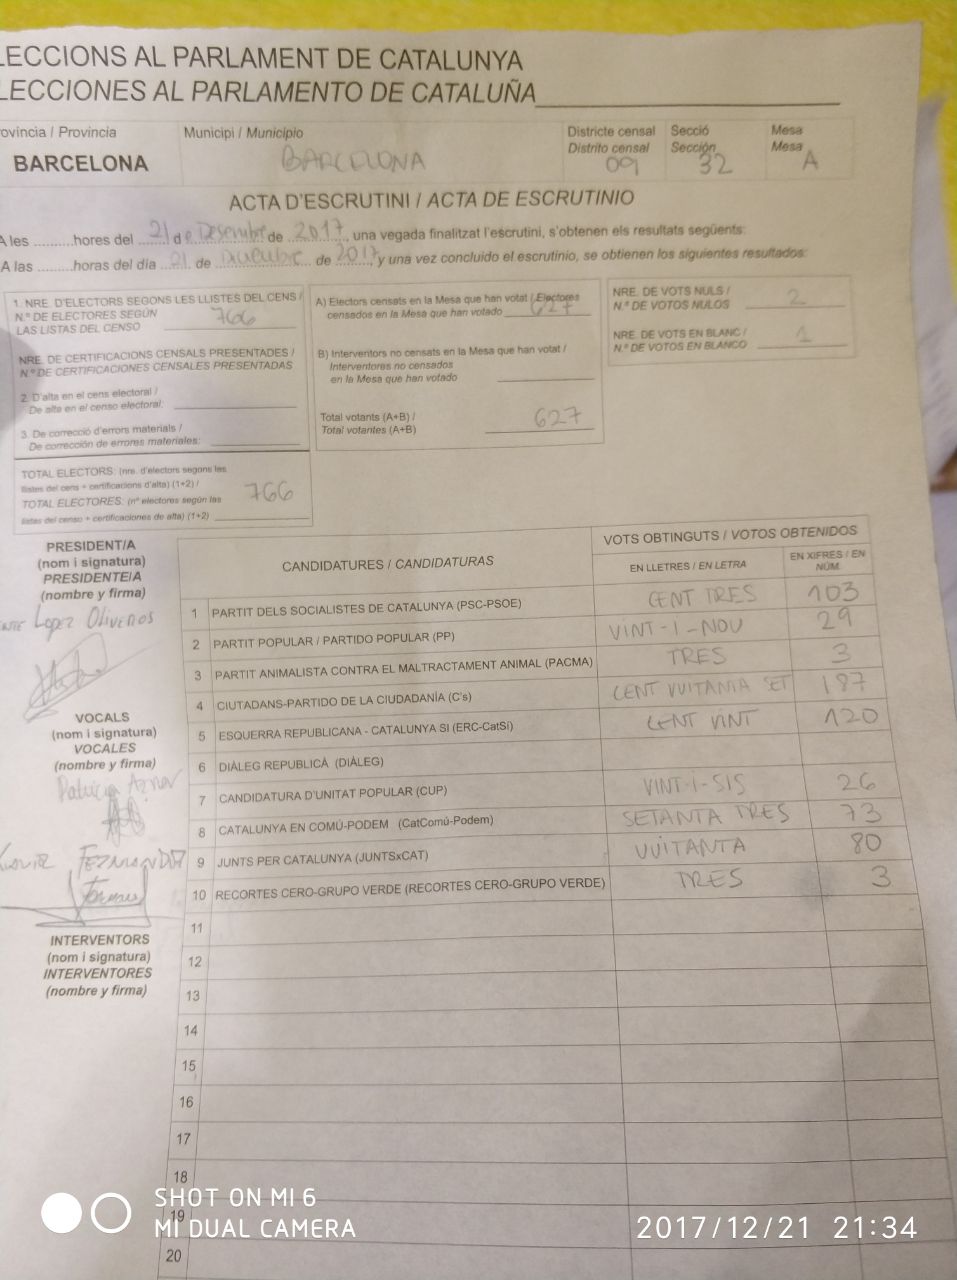 LECCIONS AL PARLAMENT DE CATALUNYA
LECCIONES AL PARLAMENTO DE CATALUÑA
rovíncia / Provincia
BARCELONA
Municipi / Municipio
BARCELONA
Districte censal
Distrito censal
09
Secció
Sección
32
Mesa
Mesa
A
ACTA D'ESCRUTINI / ACTA DE ESCRUTINIO
A les ..........hores del 21 de Desembre de 2017, una vegada finalitzat l'escrutini, s'obtenen els resultats següents:
A las .........horas del día 21 de Diciembre de 2017, y una vez concluido el escrutinio, se obtienen los siguientes resultados:
1. NRE. D'ELECTORS SEGONS LES LLISTES DEL CENS /
N.º DE ELECTORES SEGÚN
LAS LISTAS DEL CENSO 766
NRE. DE CERTIFICACIONS CENSALS PRESENTADES /
N.º DE CERTIFICACIONES CENSALES PRESENTADAS
2. D'alta en el cens electoral /
De alta en el censo electoral:
3. De correcció d'errors materials /
De corrección de errores materiales:
TOTAL ELECTORS: (nre. d'electors segons les
llistes del cens + certificacions d'alta) (1+2) /
TOTAL ELECTORES: (nº electores según las
listas del censo + certificaciones de alta) (1+2)
766
A) Electors censats en la Mesa que han votat / Electores
censados en la Mesa que han votado 627
B) Interventors no censats en la Mesa que han votat /
Interventores no censados
en la Mesa que han votado
Total votants (A+B) /
Total votantes (A+B) 627
NRE. DE VOTS NULS /
N.º DE VOTOS NULOS 2
NRE. DE VOTS EN BLANC /
N.º DE VOTOS EN BLANCO 1
PRESIDENT/A
(nom i signatura)
PRESIDENTE/A
(nombre y firma)
Lopez Oliveros
VOCALS
(nom i signatura)
VOCALES
(nombre y firma)
Patricia Aznar
INTERVENTORS
(nom i signatura)
INTERVENTORES
(nombre y firma)
CANDIDATURES / CANDIDATURAS
VOTS OBTINGUTS / VOTOS OBTENIDOS
EN LLETRES / EN LETRA
EN XIFRES / EN
NÚM.
1 PARTIT DELS SOCIALISTES DE CATALUNYA (PSC-PSOE) CENT TRES 103
2 PARTIT POPULAR / PARTIDO POPULAR (PP) VINT-I-NOU 29
3 PARTIT ANIMALISTA CONTRA EL MALTRACTAMENT ANIMAL (PACMA) TRES 3
4 CIUTADANS-PARTIDO DE LA CIUDADANÍA (C's) CENT VUITANTA SET 187
5 ESQUERRA REPUBLICANA - CATALUNYA SI (ERC-CatSí) CENT VINT 120
6 DIÀLEG REPUBLICÀ (DIÀLEG)
7 CANDIDATURA D'UNITAT POPULAR (CUP) VINT-i-SIS 26
8 CATALUNYA EN COMÚ-PODEM (CatComú-Podem) SETANTA TRES 73
9 JUNTS PER CATALUNYA (JUNTSxCAT) VUITANTA 80
10 RECORTES CERO-GRUPO VERDE (RECORTES CERO-GRUPO VERDE) TRES 3
11
12
13
14
15
16
17
18
19
20
SHOT ON MI 6
MI DUAL CAMERA
2017/12/21 21:34